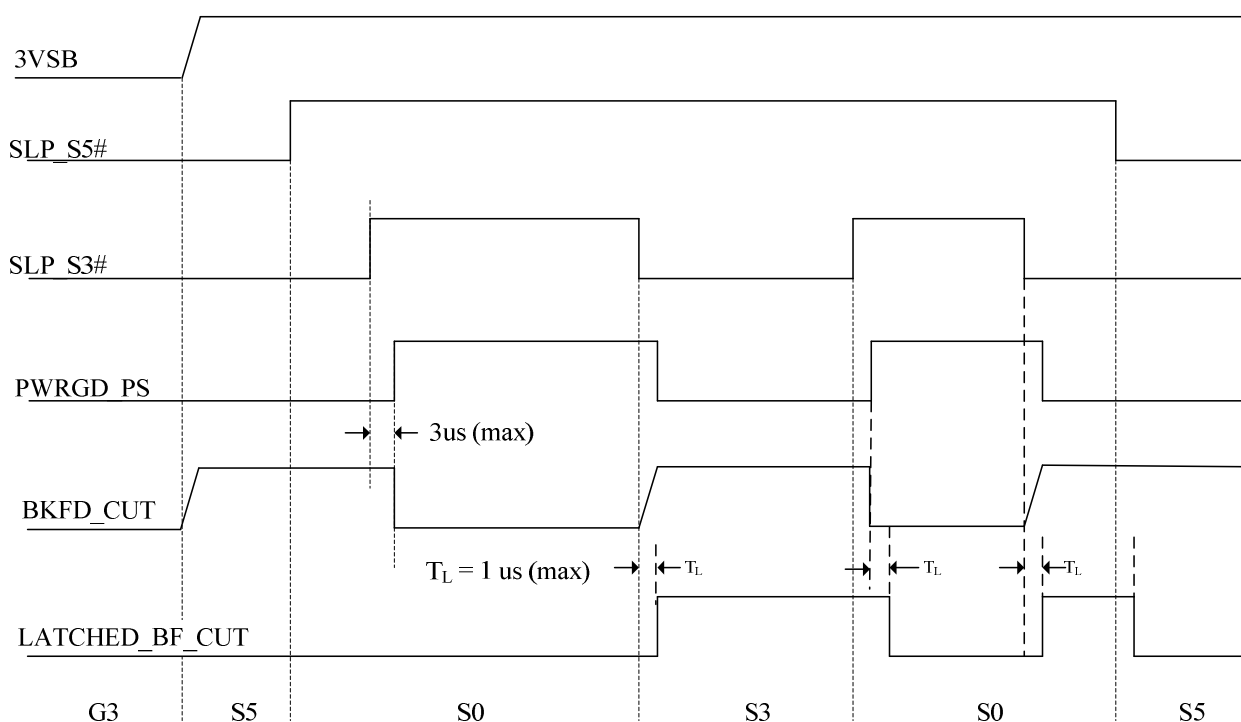 3VSB
SLP_S5#
SLP_S3#
PWRGD_PS
3us (max)
BKFD_CUT
T_L = 1 us (max)
T_L
T_L
T_L
LATCHED_BF_CUT
G3
S5
S0
S3
S0
S5